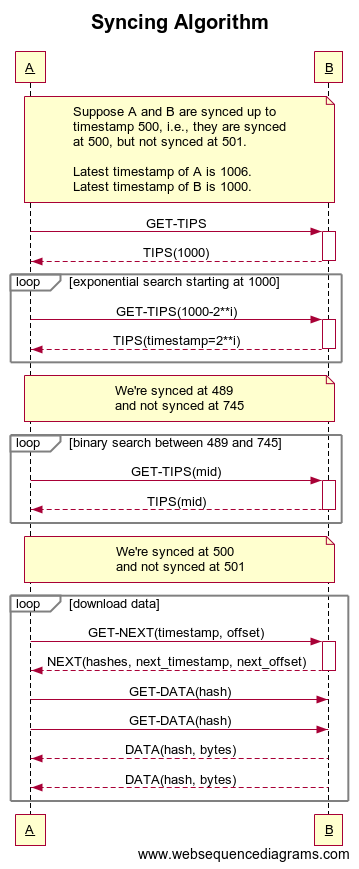 Syncing Algorithm
A B
Suppose A and B are synced up to
timestamp 500, i.e., they are synced
at 500, but not synced at 501.
Latest timestamp of A is 1006.
Latest timestamp of B is 1000.
GET-TIPS
TIPS(1000)
loop [exponential search starting at 1000]
GET-TIPS(1000-2**i)
TIPS(timestamp=2**i)
We're synced at 489
and not synced at 745
loop [binary search between 489 and 745]
GET-TIPS(mid)
TIPS(mid)
We're synced at 500
and not synced at 501
loop [download data]
GET-NEXT(timestamp, offset)
NEXT(hashes, next_timestamp, next_offset)
GET-DATA(hash)
GET-DATA(hash)
DATA(hash, bytes)
DATA(hash, bytes)
A B
www.websequencediagrams.com